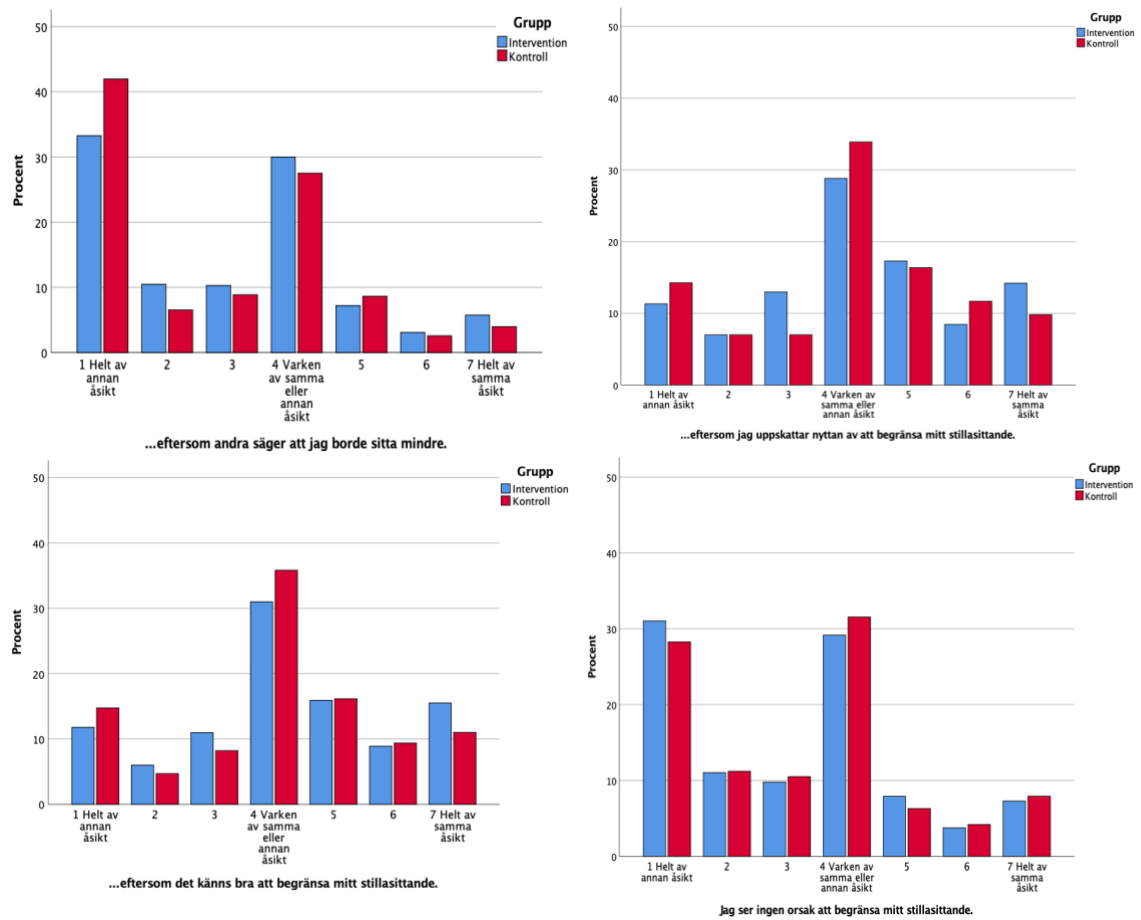 Grupp
Intervention
Kontroll
Procent
50
40
30
20
10
0
1 Helt av
annan
åsikt
2
3
4 Varken
av samma
eller
annan
åsikt
5
6
7 Helt av
samma
åsikt
...eftersom andra säger att jag borde sitta mindre.
Grupp
Intervention
Kontroll
Procent
50
40
30
20
10
0
1 Helt av
annan åsikt
2
3
4 Varken av
samma eller
annan åsikt
5
6
7 Helt av
samma
åsikt
...eftersom jag uppskattar nyttan av att begränsa mitt stillasittande.
Grupp
Intervention
Kontroll
Procent
50
40
30
20
10
0
1 Helt av
annan
åsikt
2
3
4 Varken
av samma
eller
annan
åsikt
5
6
7 Helt av
samma
åsikt
...eftersom det känns bra att begränsa mitt stillasittande.
Grupp
Intervention
Kontroll
Procent
50
40
30
20
10
0
1 Helt av
annan åsikt
2
3
4 Varken av
samma eller
annan åsikt
5
6
7 Helt av
samma
åsikt
Jag ser ingen orsak att begränsa mitt stillasittande.